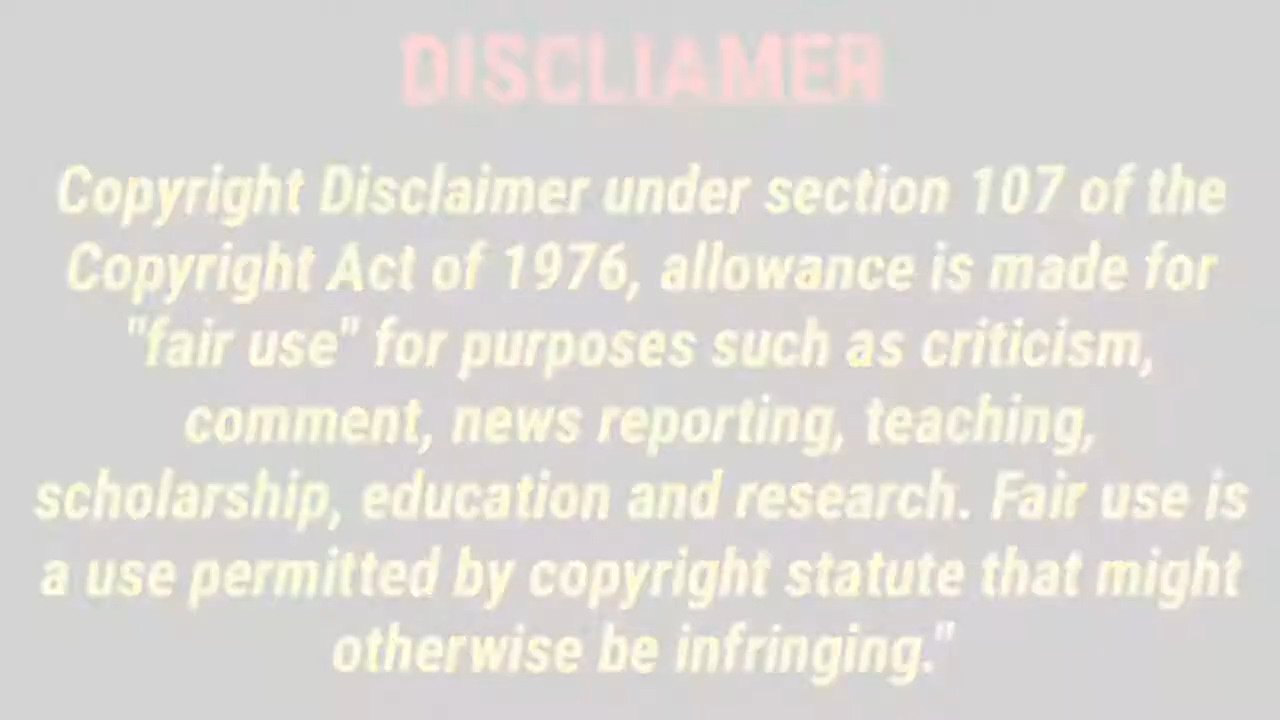 DISCLIAMER
Copyright Disclaimer under section 107 of the
Copyright Act of 1976, allowance is made for
"fair use" for purposes such as criticism,
comment, news reporting, teaching,
scholarship, education and research. Fair use is
a use permitted by copyright statute that might
otherwise be infringing."